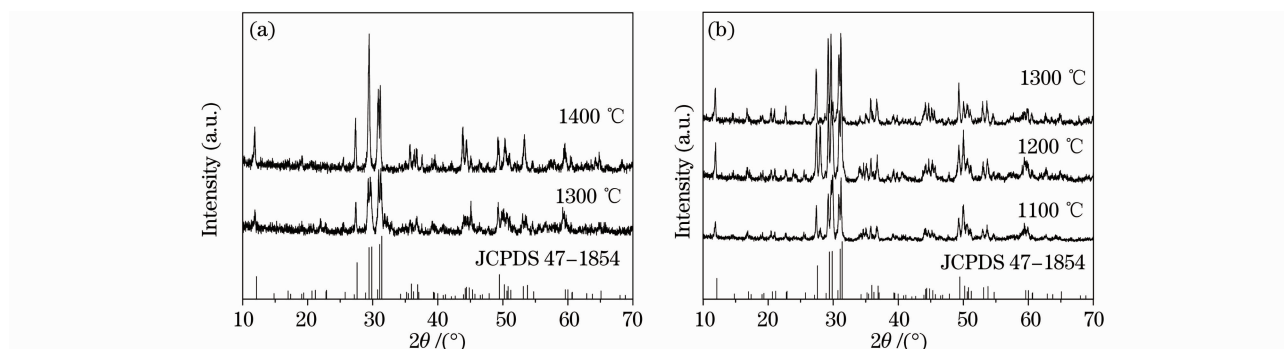 (a)
Intensity (a.u.)
1400 ℃
1300 ℃
JCPDS 47-1854
10 20 30 40 50 60 70
2θ /(°)
(b)
Intensity (a.u.)
1300 ℃
1200 ℃
1100 ℃
JCPDS 47-1854
10 20 30 40 50 60 70
2θ /(°)